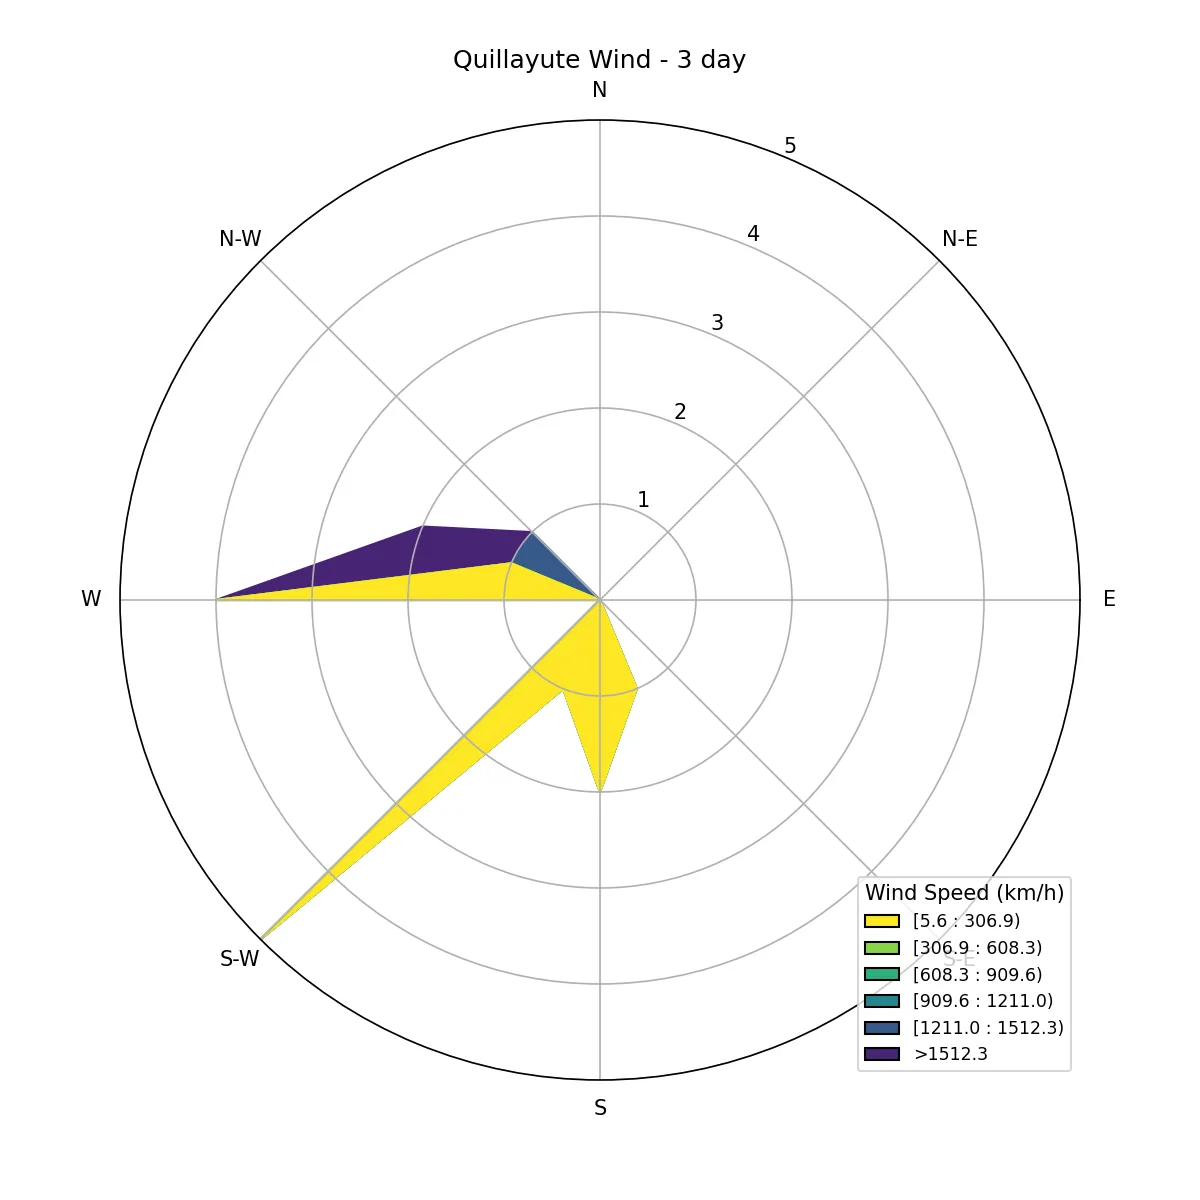 Quillayute Wind - 3 day
N
5
N-W
4
N-E
3
2
1
W
E
Wind Speed (km/h)
[5.6 : 306.9)
[306.9 : 608.3)
S-W
S-E
[608.3 : 909.6)
[909.6 : 1211.0)
[1211.0 : 1512.3)
>1512.3
S